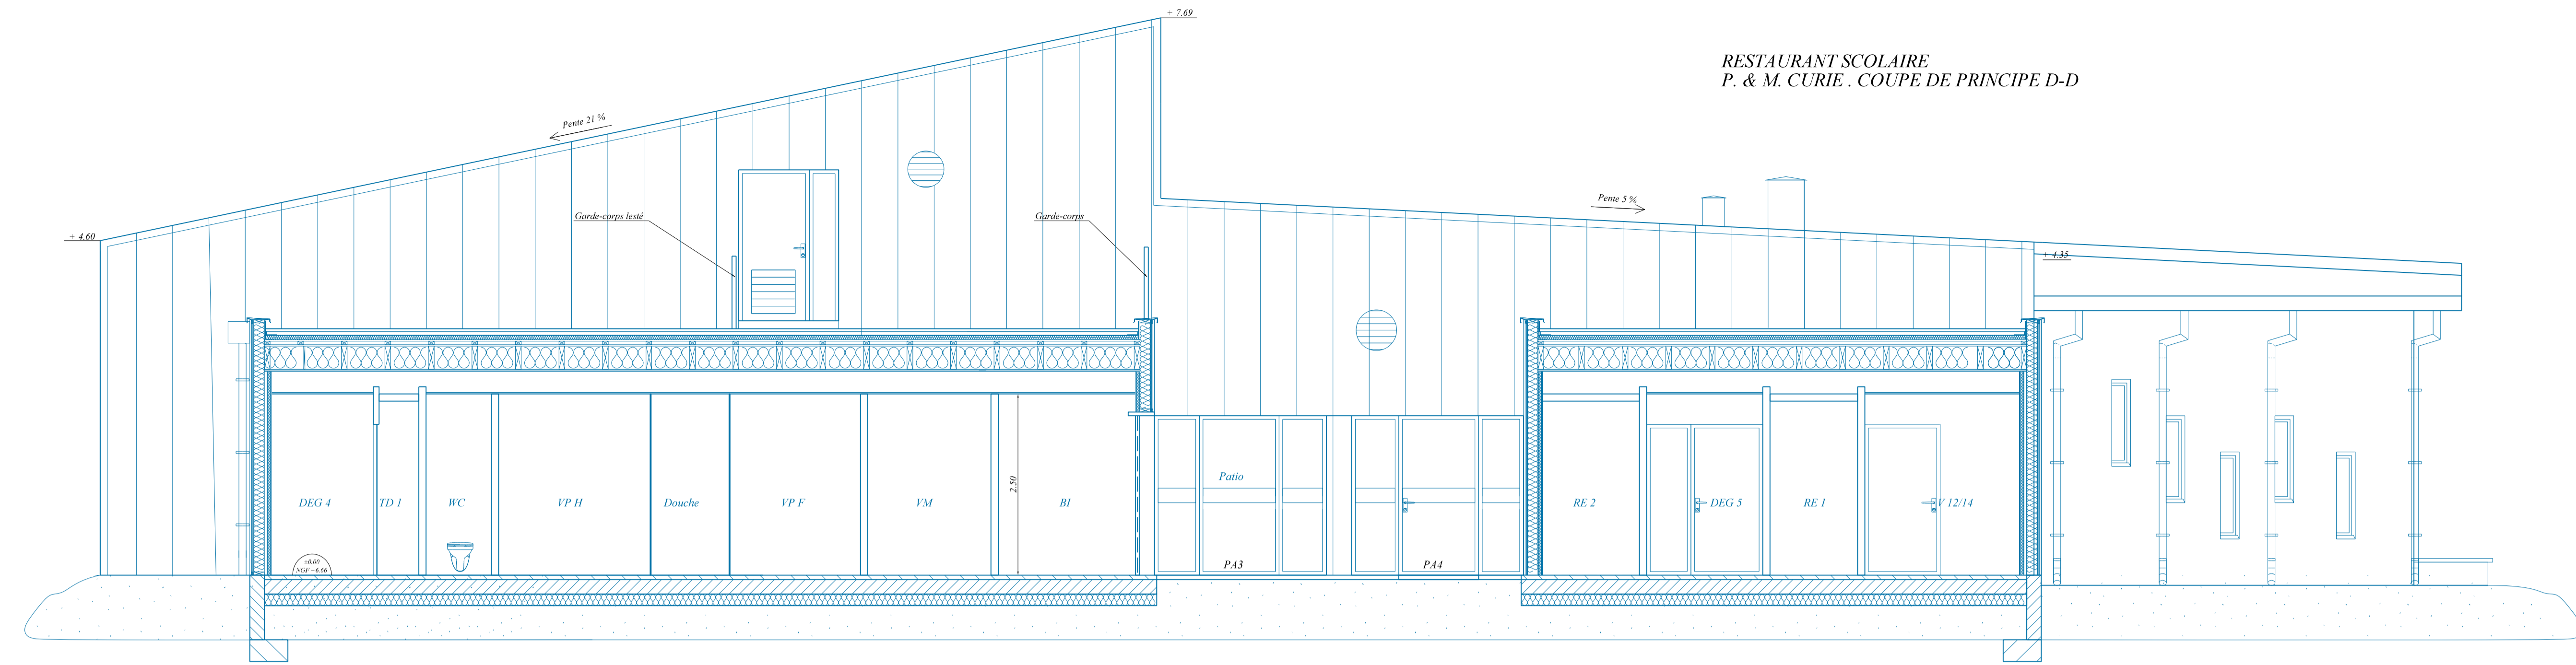 + 7.69
RESTAURANT SCOLAIRE
P. & M. CURIE . COUPE DE PRINCIPE D-D
Pente 21 %
Pente 5 %
Garde-corps lesté
Garde-corps
+ 4.60
+ 4.35
Patio
2.50
DEG 4
TD 1
WC
VP H
Douche
VP F
VM
BI
RE 2
DEG 5
RE 1
V 12/14
±0.00
NGF +6.66
PA3
PA4